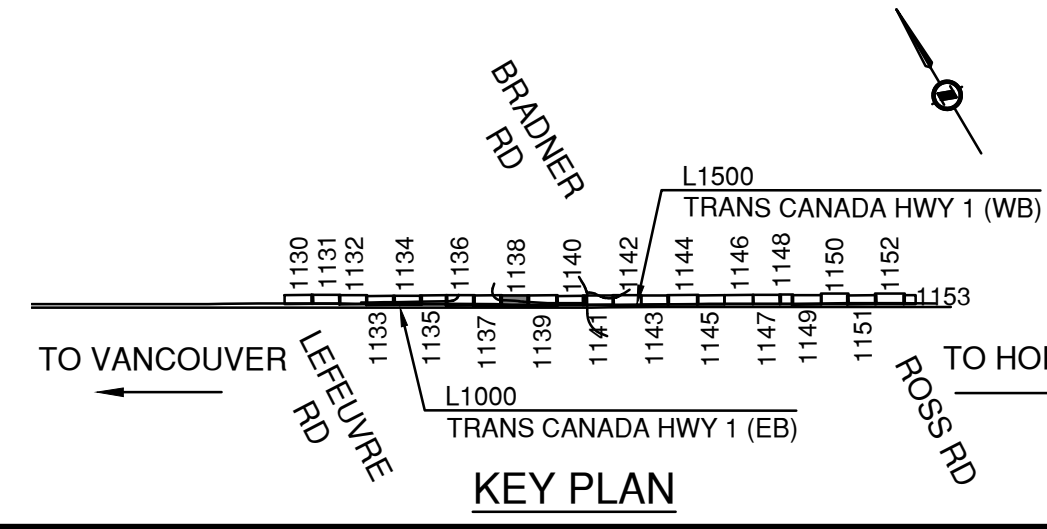 BRADNER
RD
L1500
TRANS CANADA HWY 1 (WB)
1130
1131
1132
1134
1136
1138
1140
1142
1144
1146
1148
1150
1152
1153
1133
1135
1137
1139
1141
1143
1145
1147
1149
1151
TO VANCOUVER
LEFEUVRE
RD
L1000
TRANS CANADA HWY 1 (EB)
ROSS RD
TO
KEY PLAN